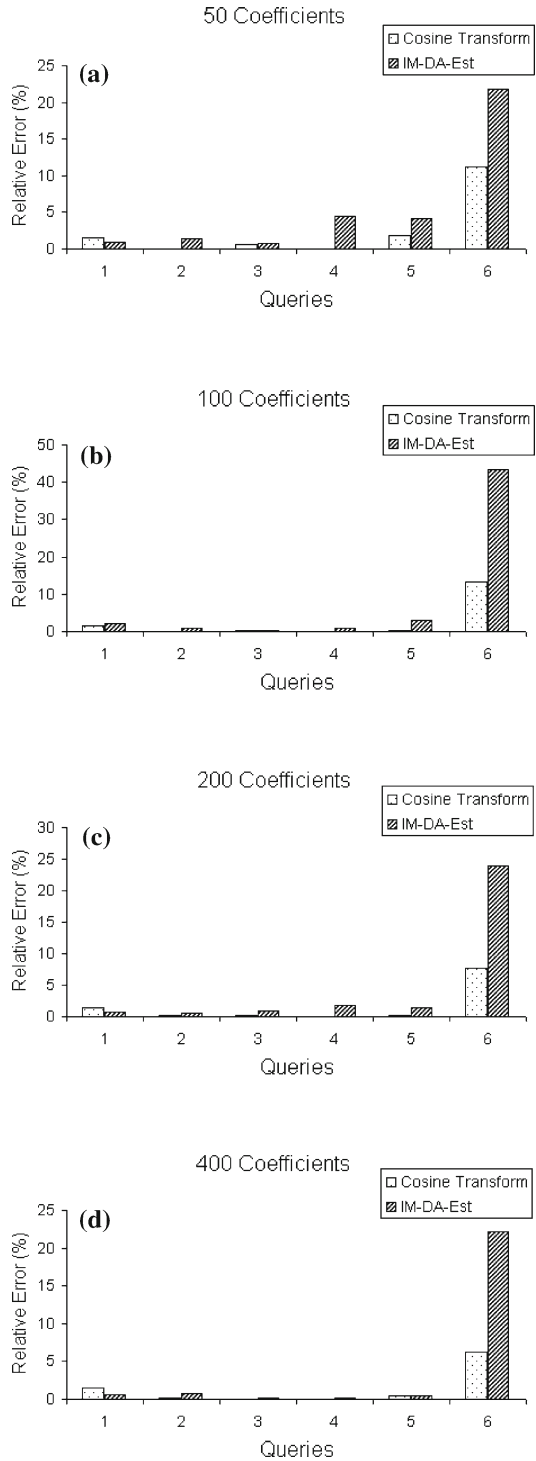 50 Coefficients
Cosine Transform
IM-DA-Est
(a)
25
20
15
10
5
0
Relative Error (%)
1 2 3 4 5 6
Queries
100 Coefficients
Cosine Transform
IM-DA-Est
(b)
50
40
30
20
10
0
Relative Error (%)
1 2 3 4 5 6
Queries
200 Coefficients
Cosine Transform
IM-DA-Est
(c)
30
25
20
15
10
5
0
Relative Error (%)
1 2 3 4 5 6
Queries
400 Coefficients
Cosine Transform
IM-DA-Est
(d)
25
20
15
10
5
0
Relative Error (%)
1 2 3 4 5 6
Queries